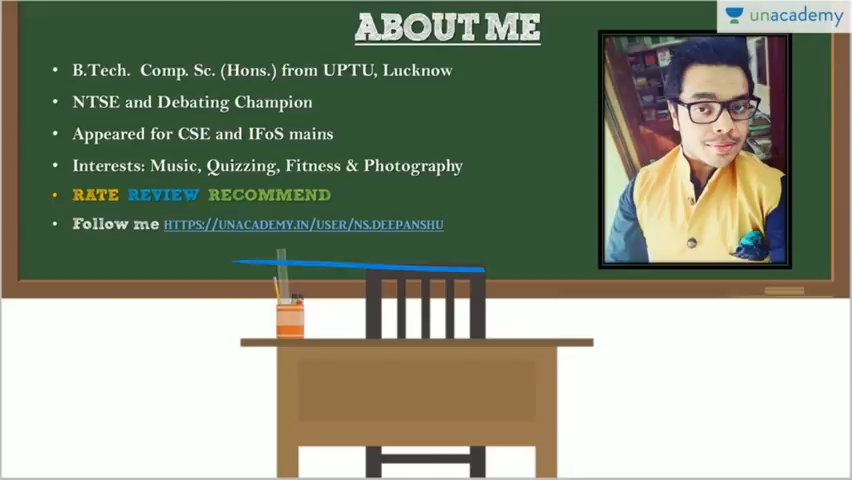 ABOUT ME
unacademy
B.Tech. Comp. Sc. (Hons.) from UPTU, Lucknow
NTSE and Debating Champion
Appeared for CSE and IFoS mains
Interests: Music, Quizzing, Fitness & Photography
RATE REVIEW RECOMMEND
Follow me HTTPS://UNACADEMY.IN/USER/NS.DEEPANSHU